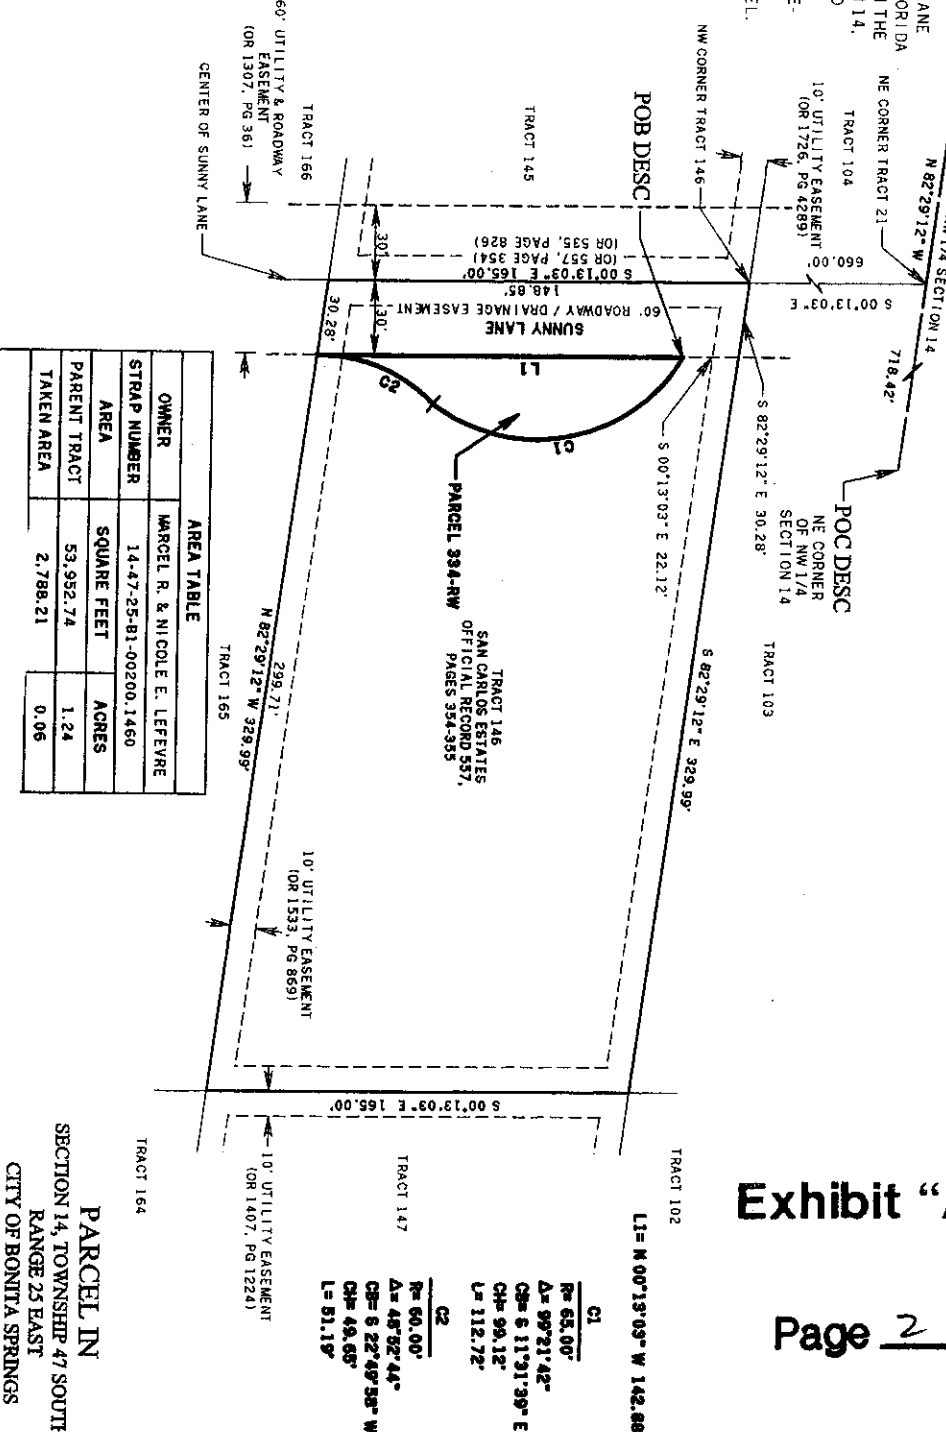 ANE
ORIDA
THE
14,
EL.
N 82°29'12" W
1/4 SECTION 14
718.42'
NE CORNER TRACT 21
TRACT 104
10' UTILITY EASEMENT
(OR 1726, PG 4289)
660.00'
S 00°13'03" E
POC DESC
NE CORNER
OF NW 1/4
SECTION 14
NW CORNER TRACT 146
S 82°29'12" E 30.28'
TRACT 103
S 82°29'12" E 329.99'
TRACT 102
POB DESC
S 00°13'03" E 22.12'
TRACT 145
(OR 535, PAGE 826)
(OR 557, PAGE 354)
S 00°13'03" E 165.00'
148.85'
60' ROADWAY / DRAINAGE EASEMENT
SUNNY LANE
L1
C1
C2
PARCEL 334-RW
TRACT 146
SAN CARLOS ESTATES
OFFICIAL RECORD 557,
PAGES 354-355
30'
30'
30.28'
TRACT 166
60' UTILITY & ROADWAY
EASEMENT
(OR 1307, PG 361
CENTER OF SUNNY LANE
299.71'
N 82°29'12" W 329.99'
TRACT 165
10' UTILITY EASEMENT
(OR 1533, PG 869)
S 00°13'03" E 165.00'
TRACT 147
10' UTILITY EASEMENT
(OR 1407, PG 1224)
TRACT 164
AREA TABLE
OWNER MARCEL R. & NICOLE E. LEFEVRE
STRAP NUMBER 14-47-25-B1-00200.1460
AREA SQUARE FEET ACRES
PARENT TRACT 53,952.74 1.24
TAKEN AREA 2,788.21 0.06
L1= N 00°13'03" W 142.88
C1
R= 65.00'
Δ= 99°21'42"
CB= S 11°31'39" E
CH= 99.12'
L= 112.72'
C2
R= 60.00'
Δ= 48°52'44"
CB= S 22°49'58" W
CH= 49.65'
L= 51.19'
PARCEL IN
SECTION 14, TOWNSHIP 47 SOUTH
RANGE 25 EAST
CITY OF BONITA SPRINGS
Exhibit "A
Page 2